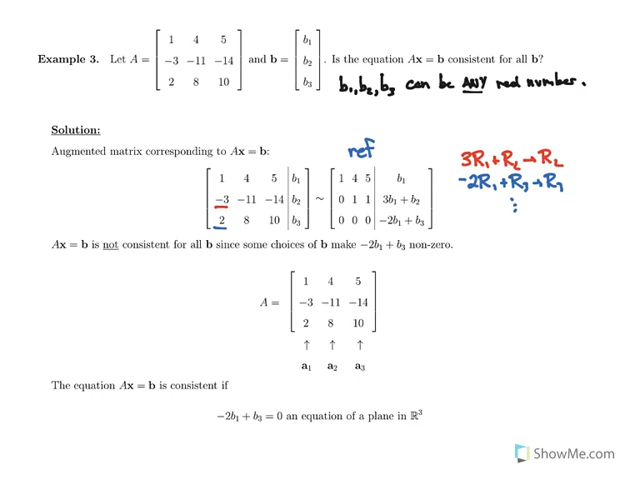 Example 3. Let A = [ 1 4 5 ; −3 −11 −14 ; 2 8 10 ] and b = [ b₁ ; b₂ ; b₃ ]. Is the equation Ax = b consistent for all b?
b₁, b₂, b₃ can be ANY real number.
Solution:
Augmented matrix corresponding to Ax = b:
ref
3R₁ + R₂ → R₂
−2R₁ + R₃ → R₃
⋮
1 4 5 | b₁ 1 4 5 | b₁
−3 −11 −14 | b₂ ∼ 0 1 1 | 3b₁ + b₂
2 8 10 | b₃ 0 0 0 | −2b₁ + b₃
Ax = b is not consistent for all b since some choices of b make −2b₁ + b₃ non-zero.
1 4 5
A = −3 −11 −14
2 8 10
↑ ↑ ↑
a₁ a₂ a₃
The equation Ax = b is consistent if
−2b₁ + b₃ = 0 an equation of a plane in ℝ³
ShowMe.com